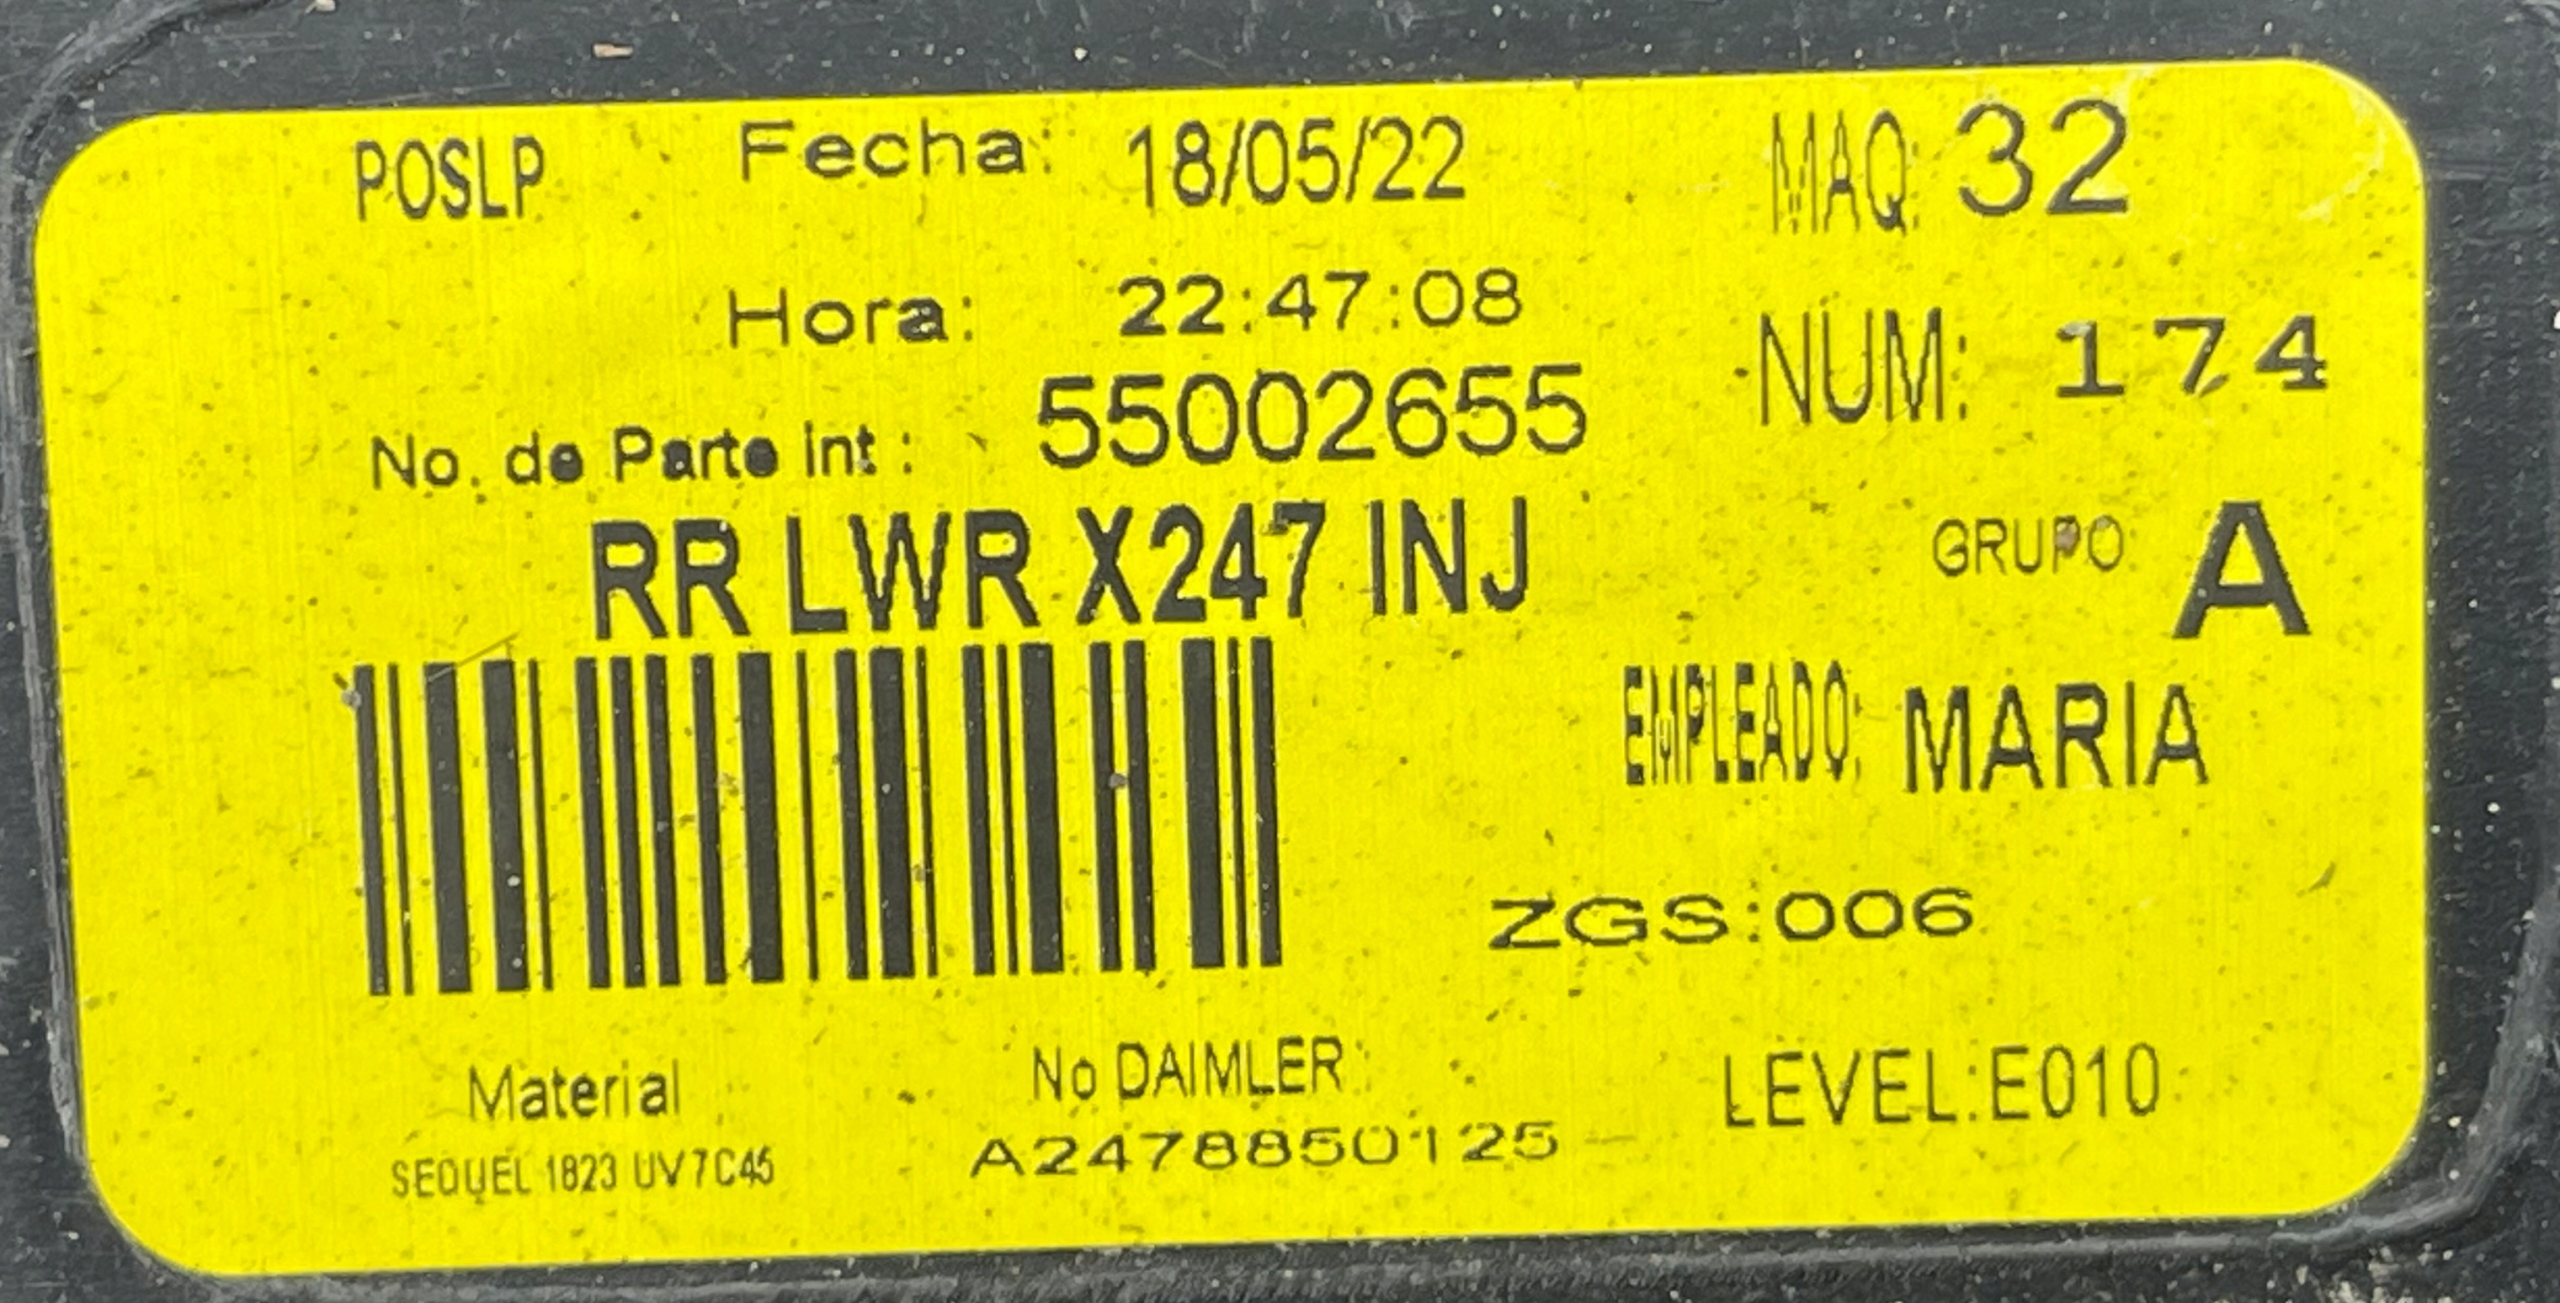 POSLP Fecha: 18/05/22 MAQ: 32
Hora: 22:47:08 NUM: 174
No. de Parte int: 55002655
RR LWR X247 INJ GRUPO: A
EMPLEADO: MARIA
ZGS:006
Material No DAIMLER: LEVEL:E010
SEQUEL 1823 UV7C45 A2478850125